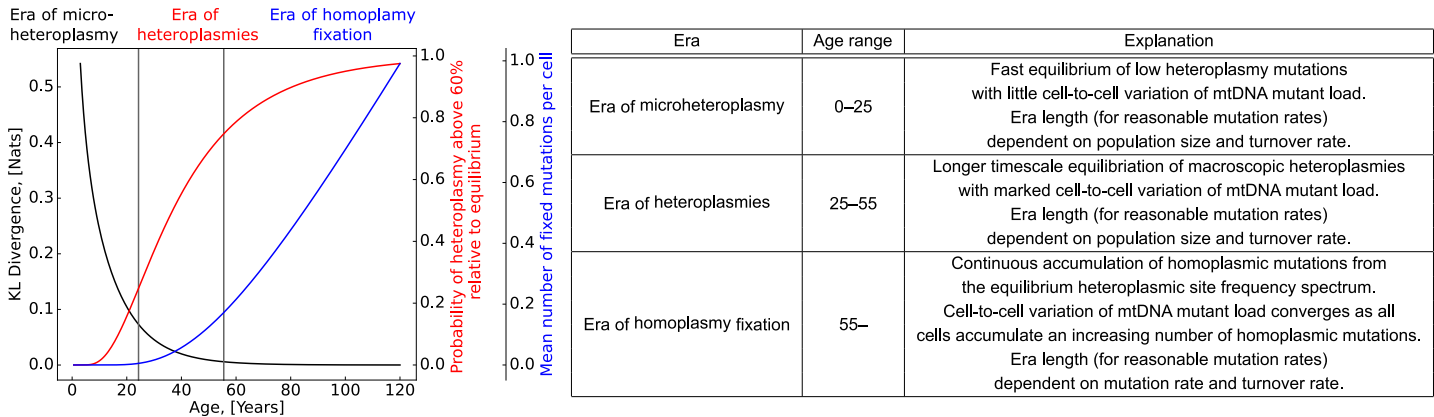 Era of micro-
heteroplasmy
Era of
heteroplasmies
Era of homoplamy
fixation
KL Divergence, [Nats]
0.5
0.4
0.3
0.2
0.1
0.0
0 20 40 60 80 100 120
Age, [Years]
1.0
0.8
0.6
0.4
0.2
0.0
Probability of heteroplasmy above 60%
relative to equilibrium
1.0
0.8
0.6
0.4
0.2
0.0
Mean number of fixed mutations per cell
Era Age range Explanation
Era of microheteroplasmy 0–25
Fast equilibrium of low heteroplasmy mutations
with little cell-to-cell variation of mtDNA mutant load.
Era length (for reasonable mutation rates)
dependent on population size and turnover rate.
Era of heteroplasmies 25–55
Longer timescale equilibriation of macroscopic heteroplasmies
with marked cell-to-cell variation of mtDNA mutant load.
Era length (for reasonable mutation rates)
dependent on population size and turnover rate.
Era of homoplasmy fixation 55–
Continuous accumulation of homoplasmic mutations from
the equilibrium heteroplasmic site frequency spectrum.
Cell-to-cell variation of mtDNA mutant load converges as all
cells accumulate an increasing number of homoplasmic mutations.
Era length (for reasonable mutation rates)
dependent on mutation rate and turnover rate.